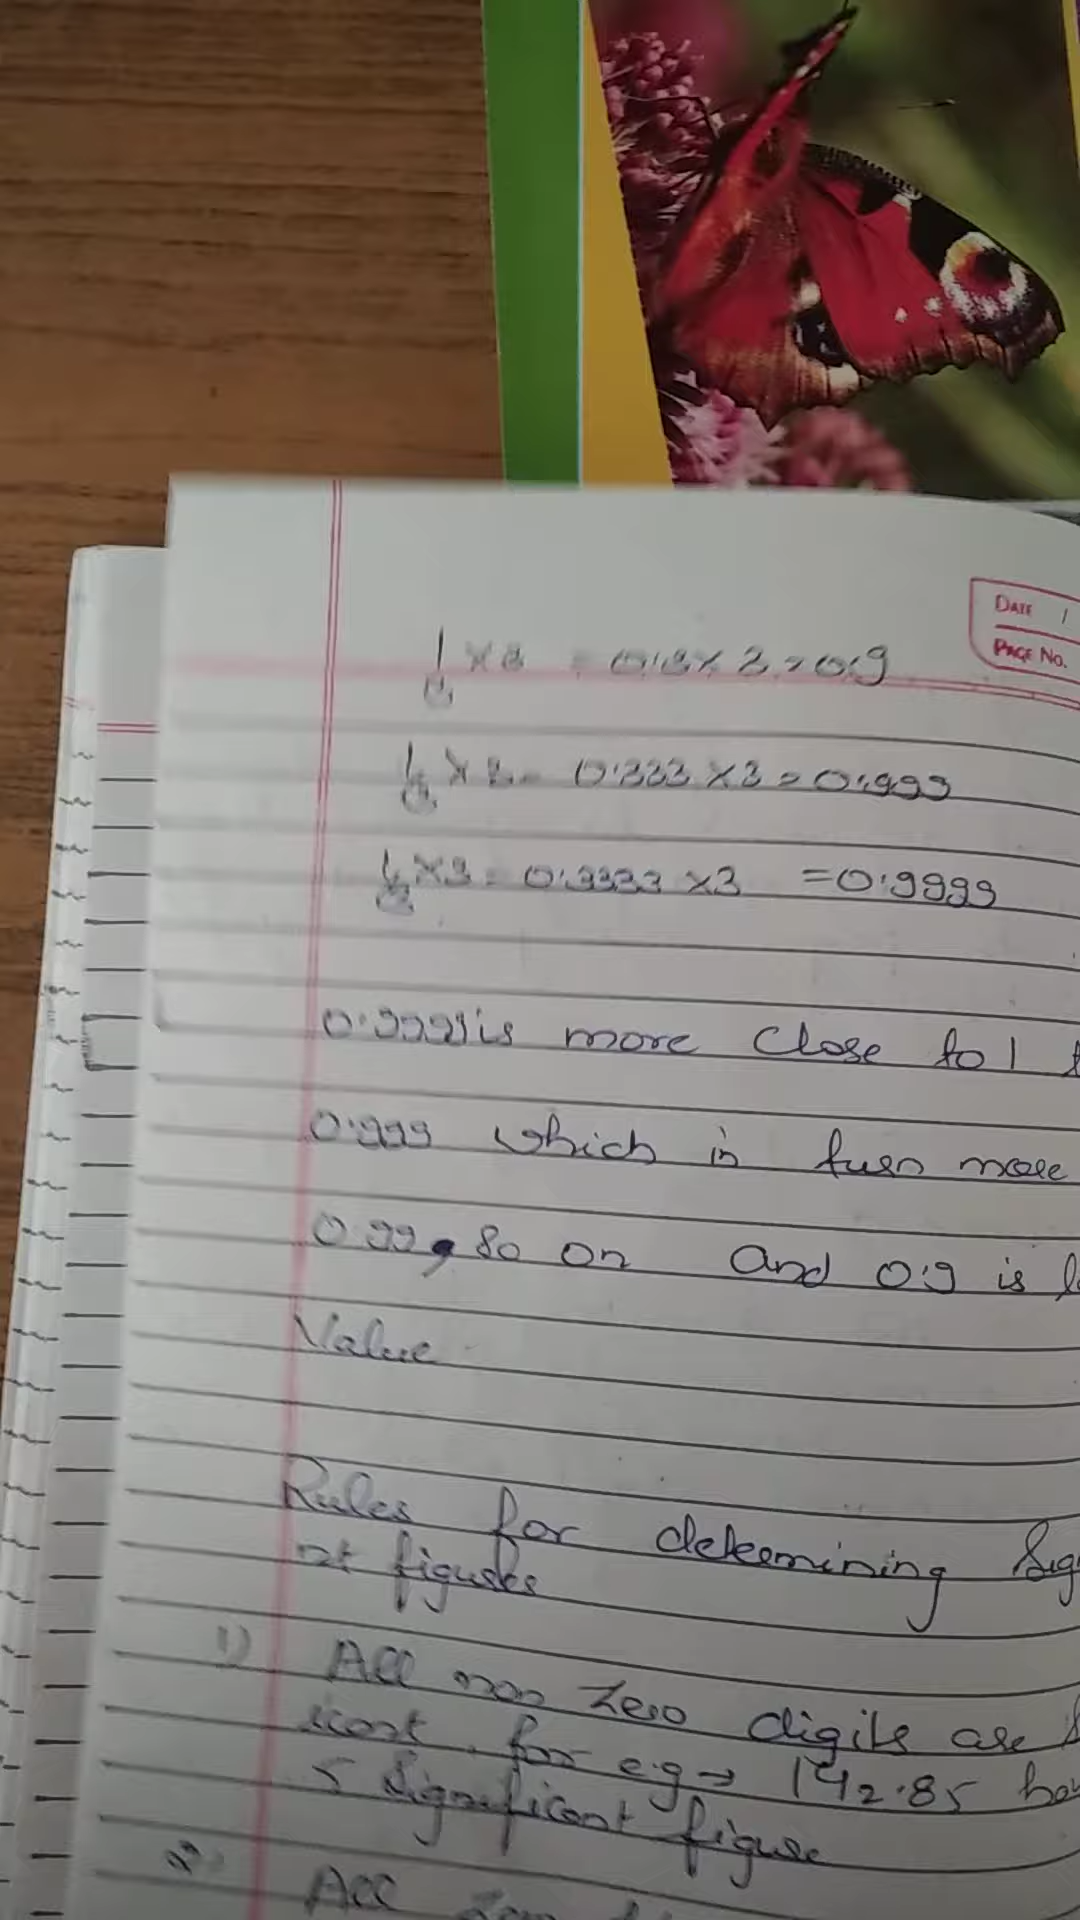 DATE /
PAGE No.
1/3 × 3 = 0.3 × 3 = 0.9
1/3 × 3 = 0.333 × 3 = 0.999
1/3 × 3 = 0.3333 × 3 = 0.9999
0.9999 is more close to 1
0.999 which in turn more
0.99, so on and 0.9 is
Value
Rules for determining Sig
nt figures
1) All non zero digits are
icant. for e.g → 142.85
5 Significant figure
2) All